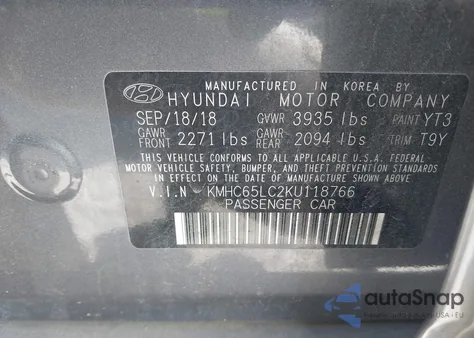 MANUFACTURED IN KOREA BY
HYUNDAI MOTOR COMPANY
SEP/18/18 GVWR 3935 lbs PAINT YT3
GAWR FRONT 2271 lbs GAWR REAR 2094 lbs TRIM T9Y
THIS VEHICLE CONFORMS TO ALL APPLICABLE U.S.A. FEDERAL
MOTOR VEHICLE SAFETY, BUMPER, AND THEFT PREVENTION STANDARDS
IN EFFECT ON THE DATE OF MANUFACTURE SHOWN ABOVE
V.I.N KMHC65LC2KU118766
PASSENGER CAR
autoSnap
USA i EU